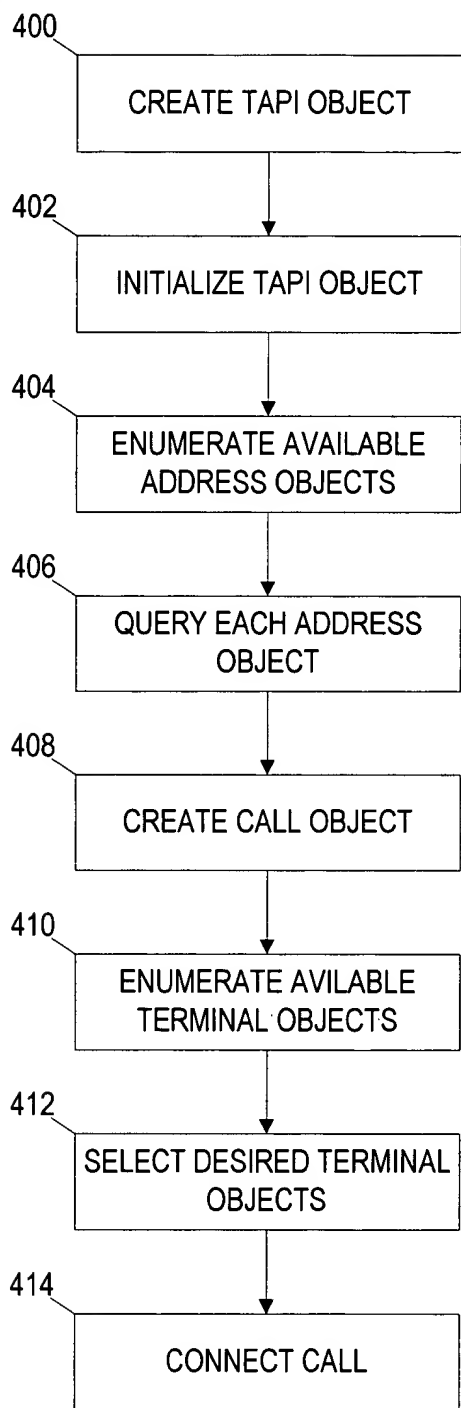 400
CREATE TAPI OBJECT
402
INITIALIZE TAPI OBJECT
404
ENUMERATE AVAILABLE
ADDRESS OBJECTS
406
QUERY EACH ADDRESS
OBJECT
408
CREATE CALL OBJECT
410
ENUMERATE AVILABLE
TERMINAL OBJECTS
412
SELECT DESIRED TERMINAL
OBJECTS
414
CONNECT CALL